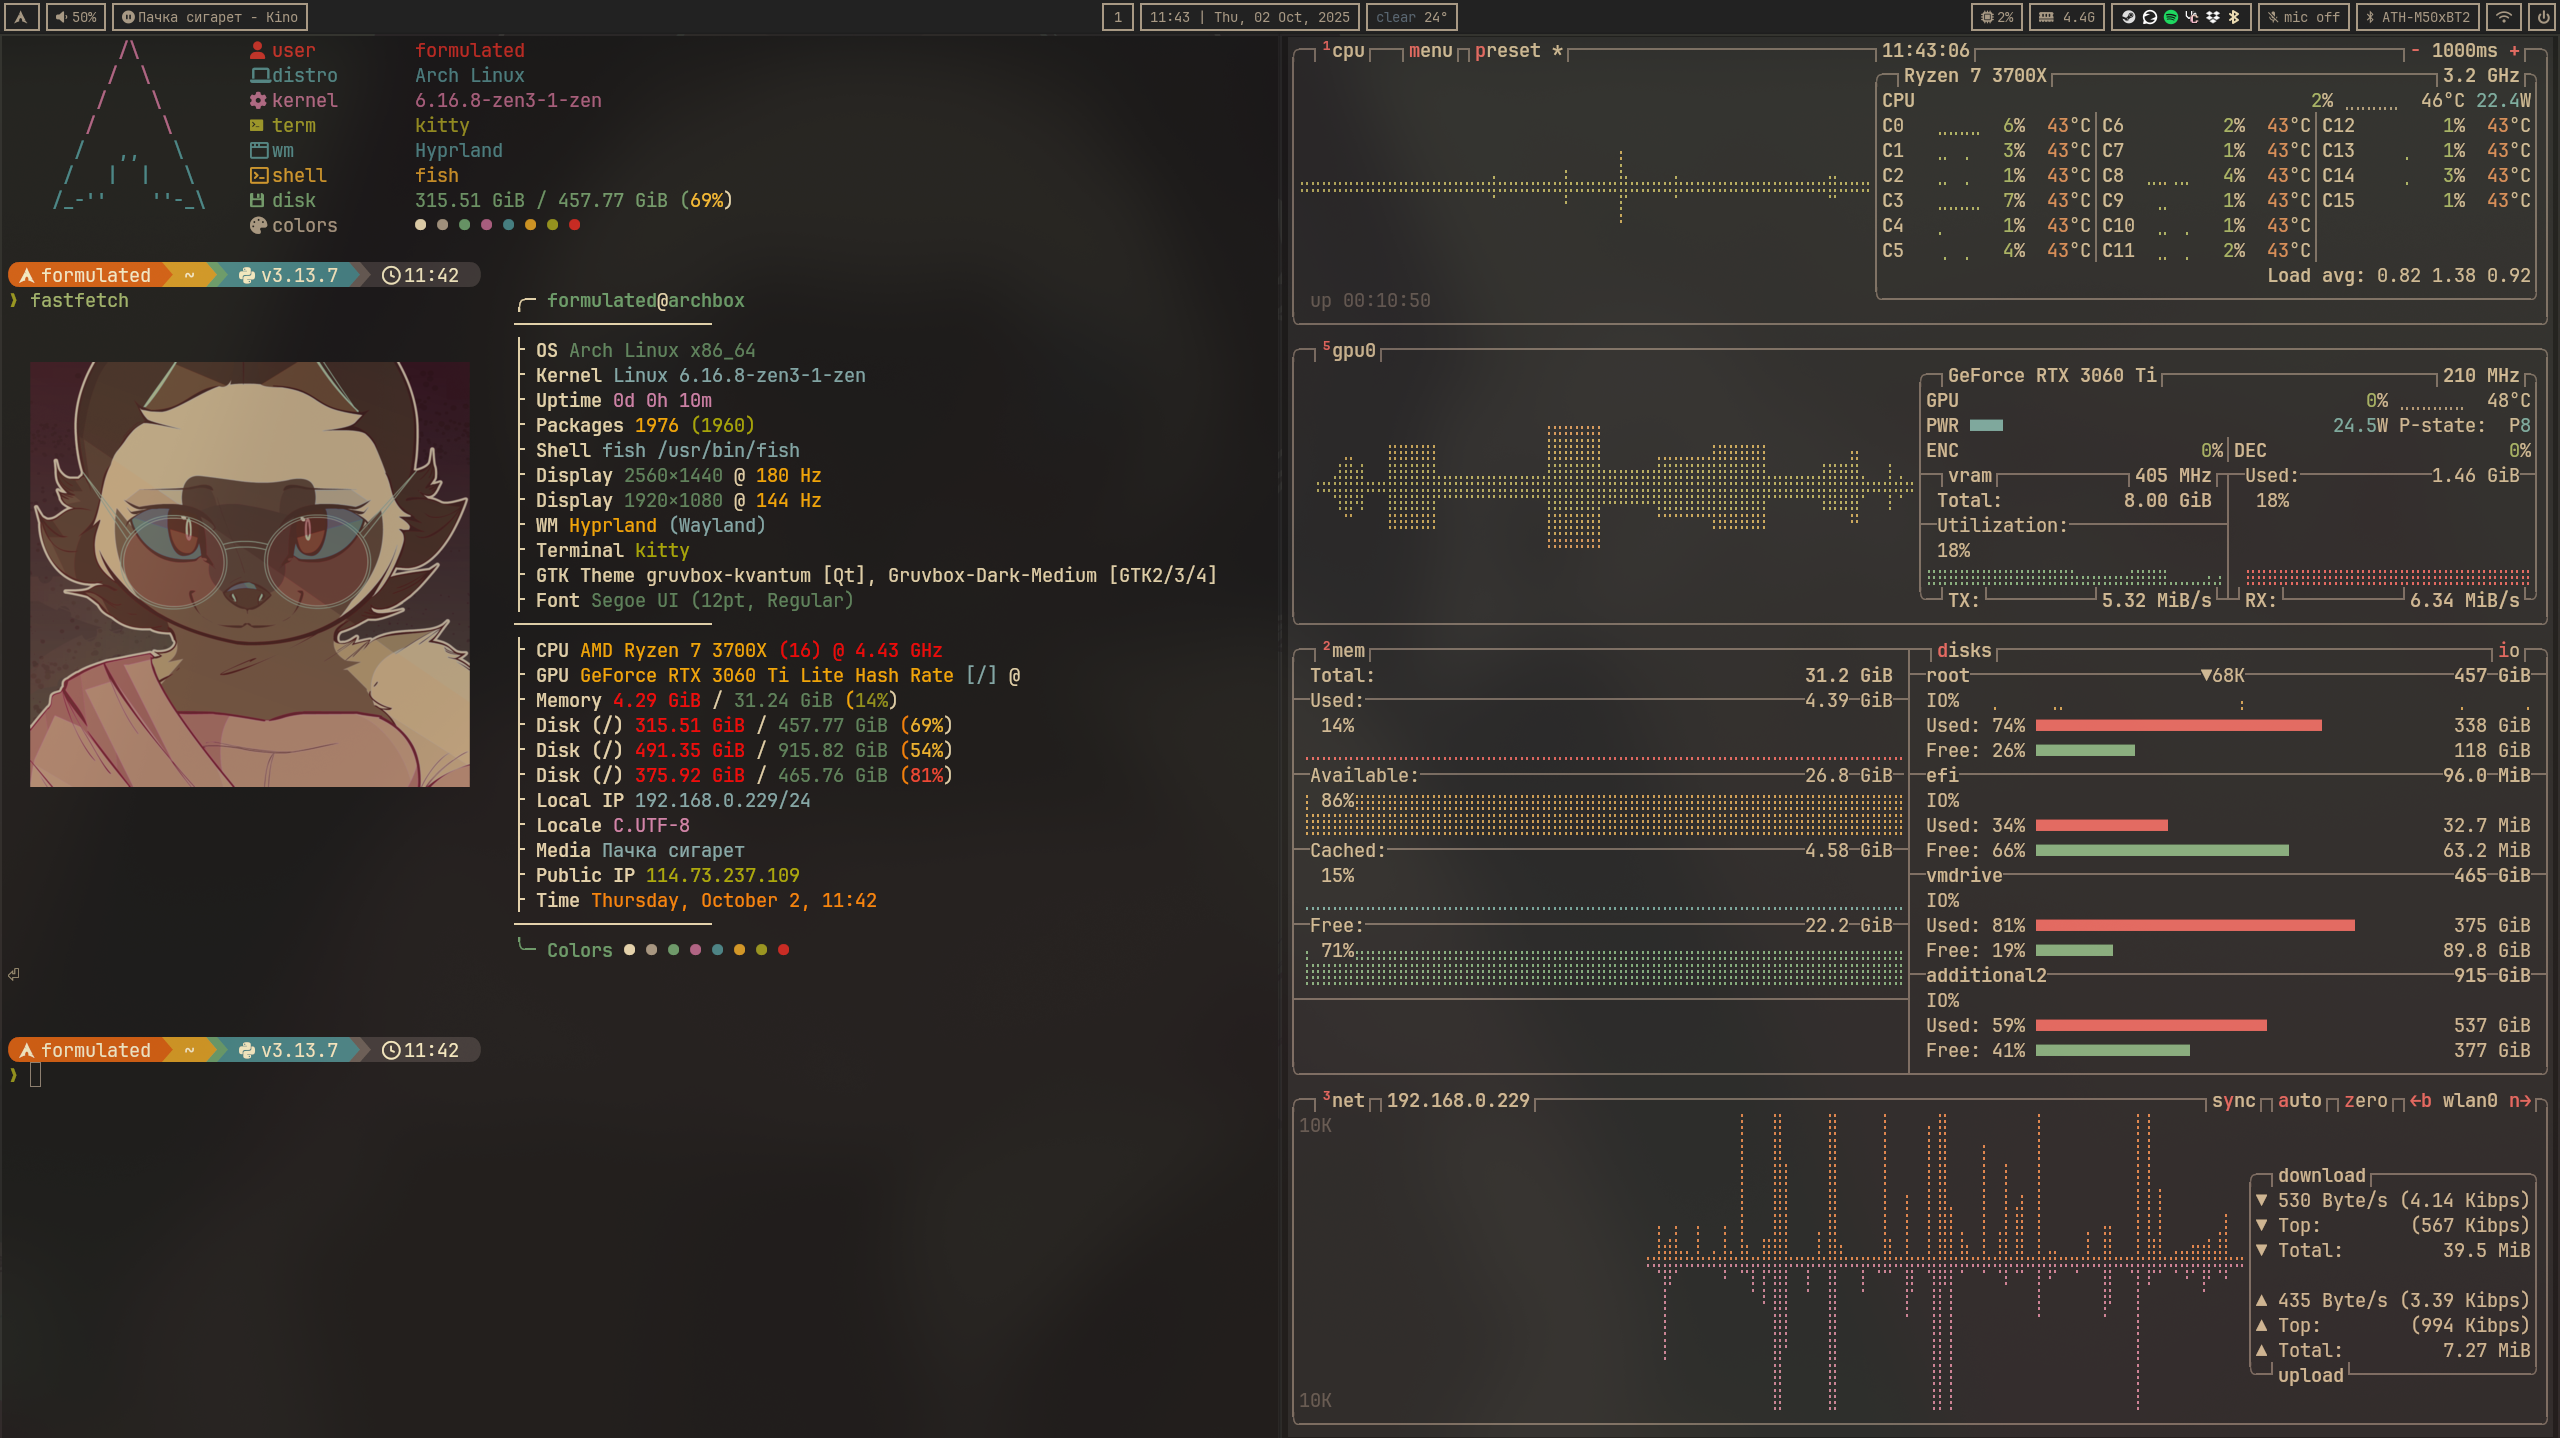 50% Пачка сигарет - Kino 1 11:43 | Thu, 02 Oct, 2025 clear 24° 2% 4.4G mic off ATH-M50xBT2
user formulated
distro Arch Linux
kernel 6.16.8-zen3-1-zen
term kitty
wm Hyprland
shell fish
disk 315.51 GiB / 457.77 GiB (69%)
colors
formulated ~ v3.13.7 11:42
❯ fastfetch
formulated@archbox
OS Arch Linux x86_64
Kernel Linux 6.16.8-zen3-1-zen
Uptime 0d 0h 10m
Packages 1976 (1960)
Shell fish /usr/bin/fish
Display 2560×1440 @ 180 Hz
Display 1920×1080 @ 144 Hz
WM Hyprland (Wayland)
Terminal kitty
GTK Theme gruvbox-kvantum [Qt], Gruvbox-Dark-Medium [GTK2/3/4]
Font Segoe UI (12pt, Regular)
CPU AMD Ryzen 7 3700X (16) @ 4.43 GHz
GPU GeForce RTX 3060 Ti Lite Hash Rate [/] @
Memory 4.29 GiB / 31.24 GiB (14%)
Disk (/) 315.51 GiB / 457.77 GiB (69%)
Disk (/) 491.35 GiB / 915.82 GiB (54%)
Disk (/) 375.92 GiB / 465.76 GiB (81%)
Local IP 192.168.0.229/24
Locale C.UTF-8
Media Пачка сигарет
Public IP 114.73.237.109
Time Thursday, October 2, 11:42
Colors
formulated ~ v3.13.7 11:42
❯
¹cpu menu preset * 11:43:06 - 1000ms +
Ryzen 7 3700X 3.2 GHz
CPU 2% 46°C 22.4W
C0 6% 43°C C6 2% 43°C C12 1% 43°C
C1 3% 43°C C7 1% 43°C C13 1% 43°C
C2 1% 43°C C8 4% 43°C C14 3% 43°C
C3 7% 43°C C9 1% 43°C C15 1% 43°C
C4 1% 43°C C10 1% 43°C
C5 4% 43°C C11 2% 43°C
Load avg: 0.82 1.38 0.92
up 00:10:50
⁵gpu0
GeForce RTX 3060 Ti 210 MHz
GPU 0% 48°C
PWR 24.5W P-state: P8
ENC 0% DEC 0%
vram 405 MHz Used: 1.46 GiB
Total: 8.00 GiB 18%
Utilization:
18%
TX: 5.32 MiB/s RX: 6.34 MiB/s
²mem
Total: 31.2 GiB
Used: 4.39 GiB
14%
Available: 26.8 GiB
86%
Cached: 4.58 GiB
15%
Free: 22.2 GiB
71%
disks io
root ▼68K 457 GiB
IO%
Used: 74% 338 GiB
Free: 26% 118 GiB
efi 96.0 MiB
IO%
Used: 34% 32.7 MiB
Free: 66% 63.2 MiB
vmdrive 465 GiB
IO%
Used: 81% 375 GiB
Free: 19% 89.8 GiB
additional2 915 GiB
IO%
Used: 59% 537 GiB
Free: 41% 377 GiB
³net 192.168.0.229 sync auto zero ←b wlan0 n→
10K
download
▼ 530 Byte/s (4.14 Kibps)
▼ Top: (567 Kibps)
▼ Total: 39.5 MiB
▲ 435 Byte/s (3.39 Kibps)
▲ Top: (994 Kibps)
▲ Total: 7.27 MiB
upload
10K